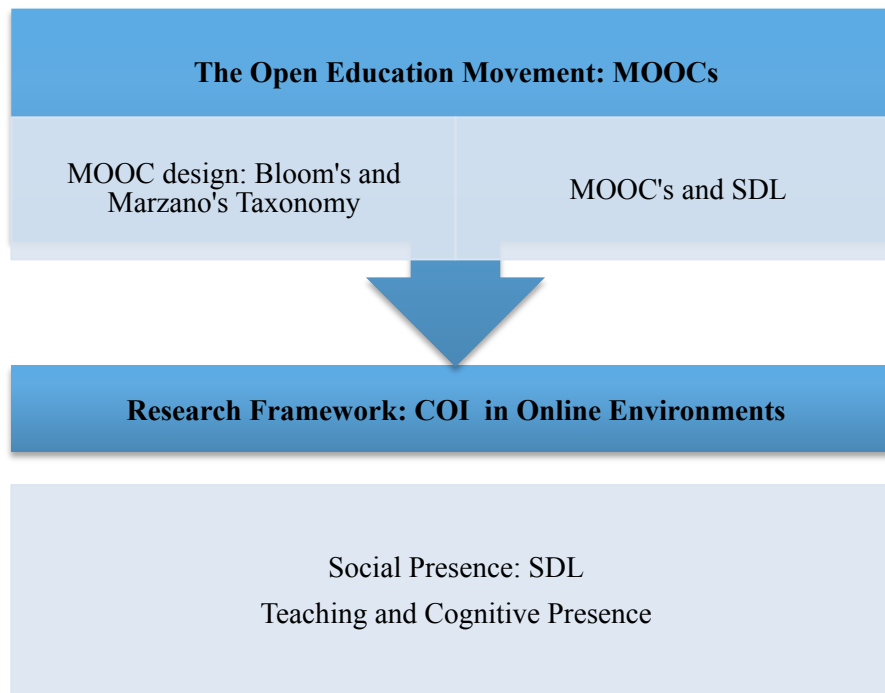 The Open Education Movement: MOOCs
MOOC design: Bloom's and
Marzano's Taxonomy
MOOC's and SDL
Research Framework: COI  in Online Environments
Social Presence: SDL
Teaching and Cognitive Presence